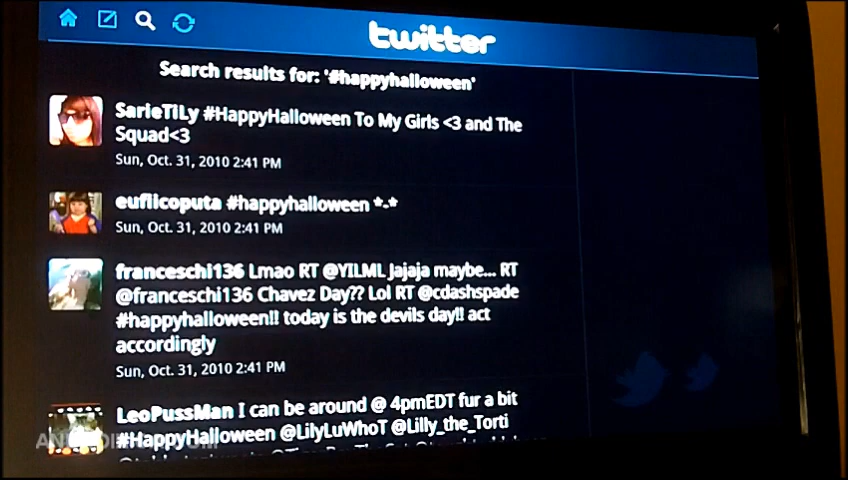 twitter
Search results for: '#happyhalloween'
SarieTiLy #HappyHalloween To My Girls <3 and The
Squad<3
Sun, Oct. 31, 2010 2:41 PM
euflicoputa #happyhalloween *-*
Sun, Oct. 31, 2010 2:41 PM
franceschi136 Lmao RT @YILML Jajaja maybe... RT
@franceschi136 Chavez Day?? Lol RT @cdashspade
#happyhalloween!! today is the devils day!! act
accordingly
Sun, Oct. 31, 2010 2:41 PM
LeoPussMan I can be around @ 4pmEDT fur a bit
#HappyHalloween @LilyLuWhoT @Lilly_the_Torti